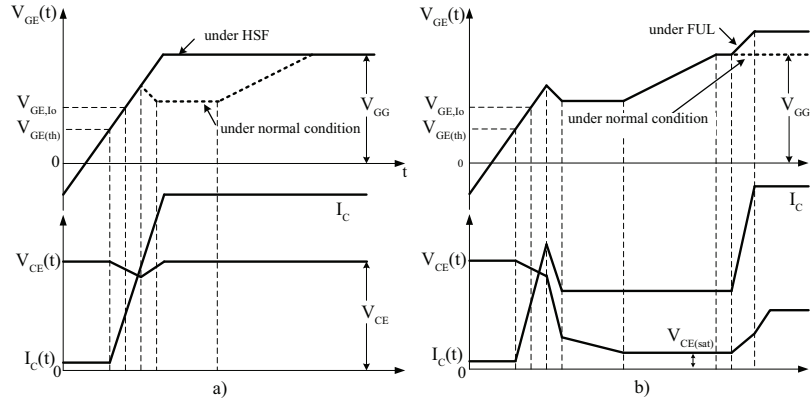 V_GE(t)
under HSF
V_GE,Io
V_GE(th)
under normal condition
V_GG
0
t
I_C
V_CE(t)
V_CE
I_C(t)
0
a)
V_GE(t)
under FUL
V_GE,Io
V_GE(th)
under normal condition
V_GG
0
t
I_C
V_CE(t)
V_CE(sat)
I_C(t)
0
b)